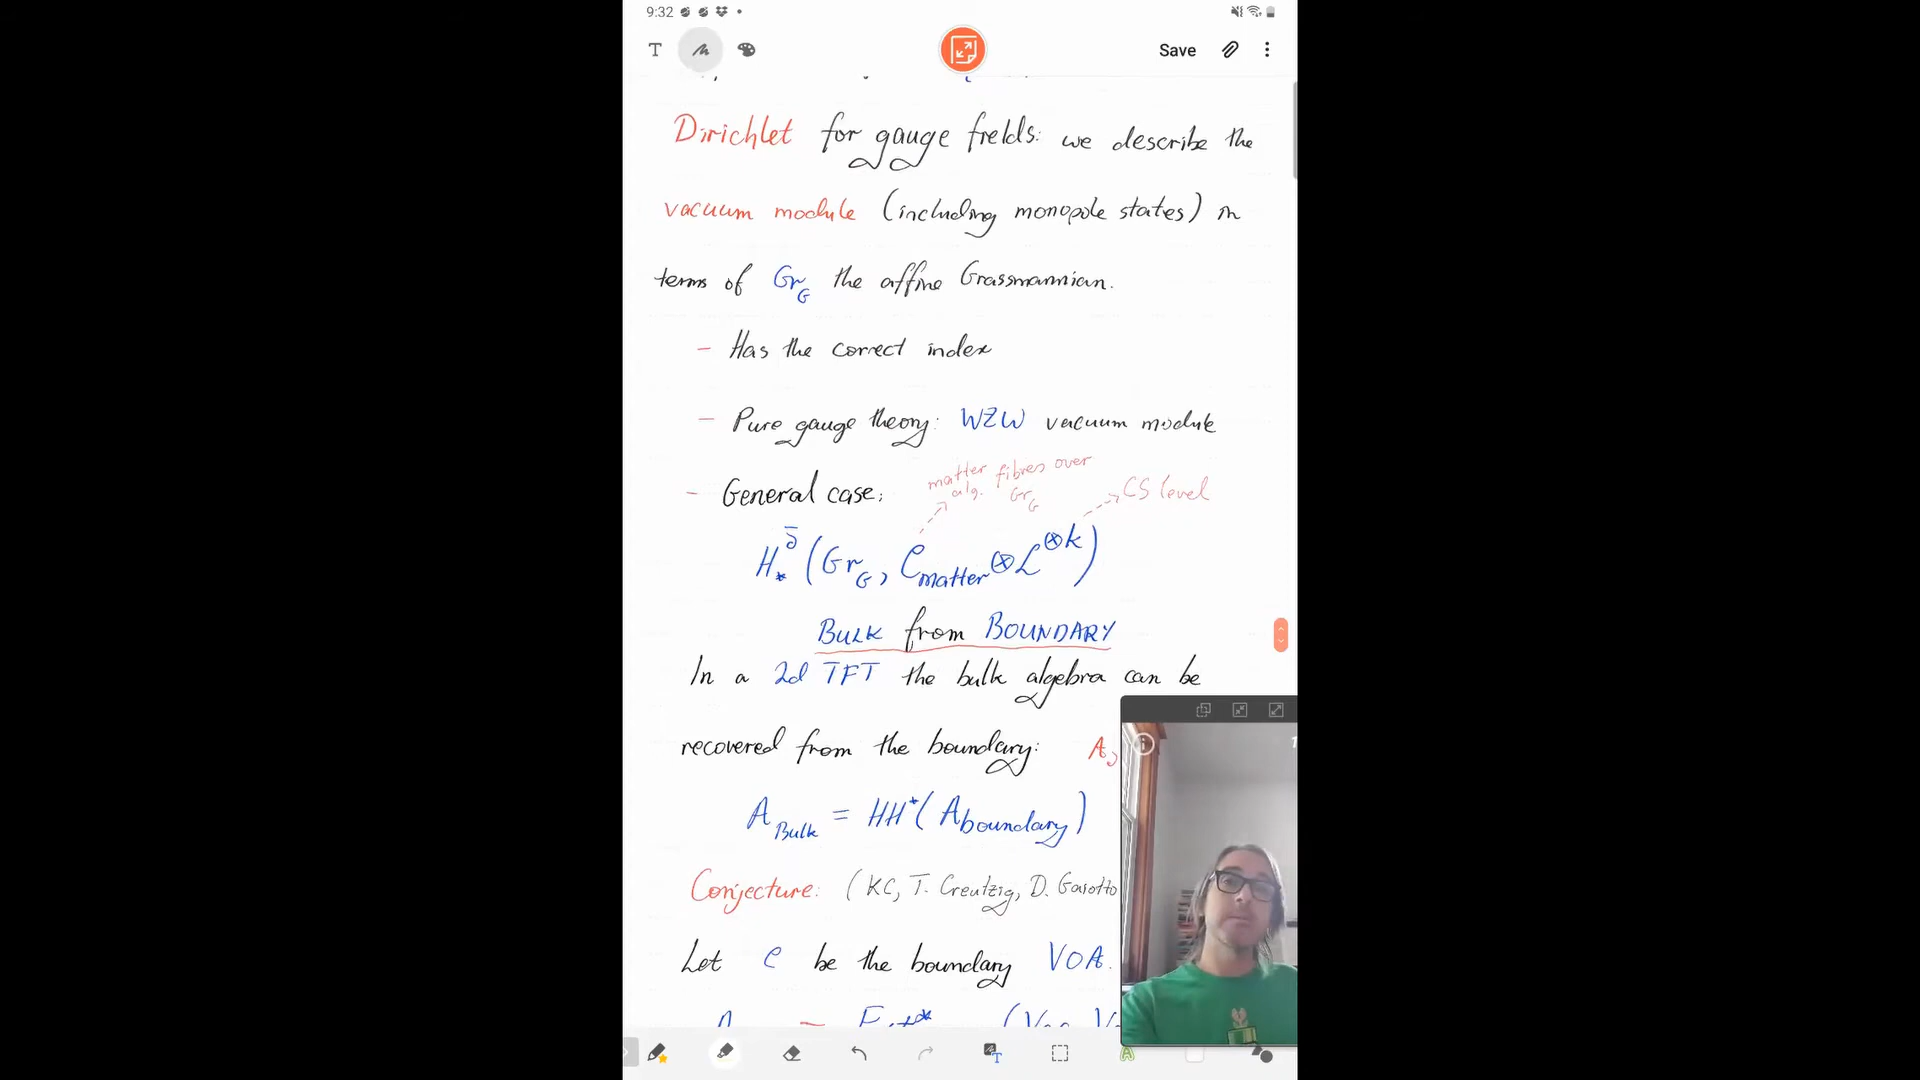 9:32
T Save
Dirichlet for gauge fields: we describe the
vacuum module (including monopole states) in
terms of Gr_G the affine Grassmannian.
- Has the correct index
- Pure gauge theory: WZW vacuum module
matter fibres over
alg. Gr_G
CS level
- General case:
H_*^∂̄ (Gr_G, C_matter ⊗ L^⊗k)
BULK from BOUNDARY
In a 2d TFT the bulk algebra can be
recovered from the boundary: A,
A_Bulk = HH*(A_boundary)
Conjecture: (KC, T. Creutzig, D. Gaiotto
Let C be the boundary VOA.